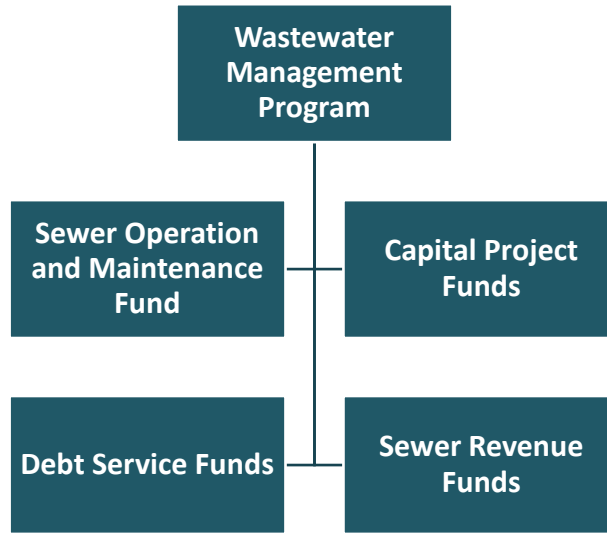 Wastewater
Management
Program
Sewer Operation
and Maintenance
Fund
Capital Project
Funds
Debt Service Funds
Sewer Revenue
Funds